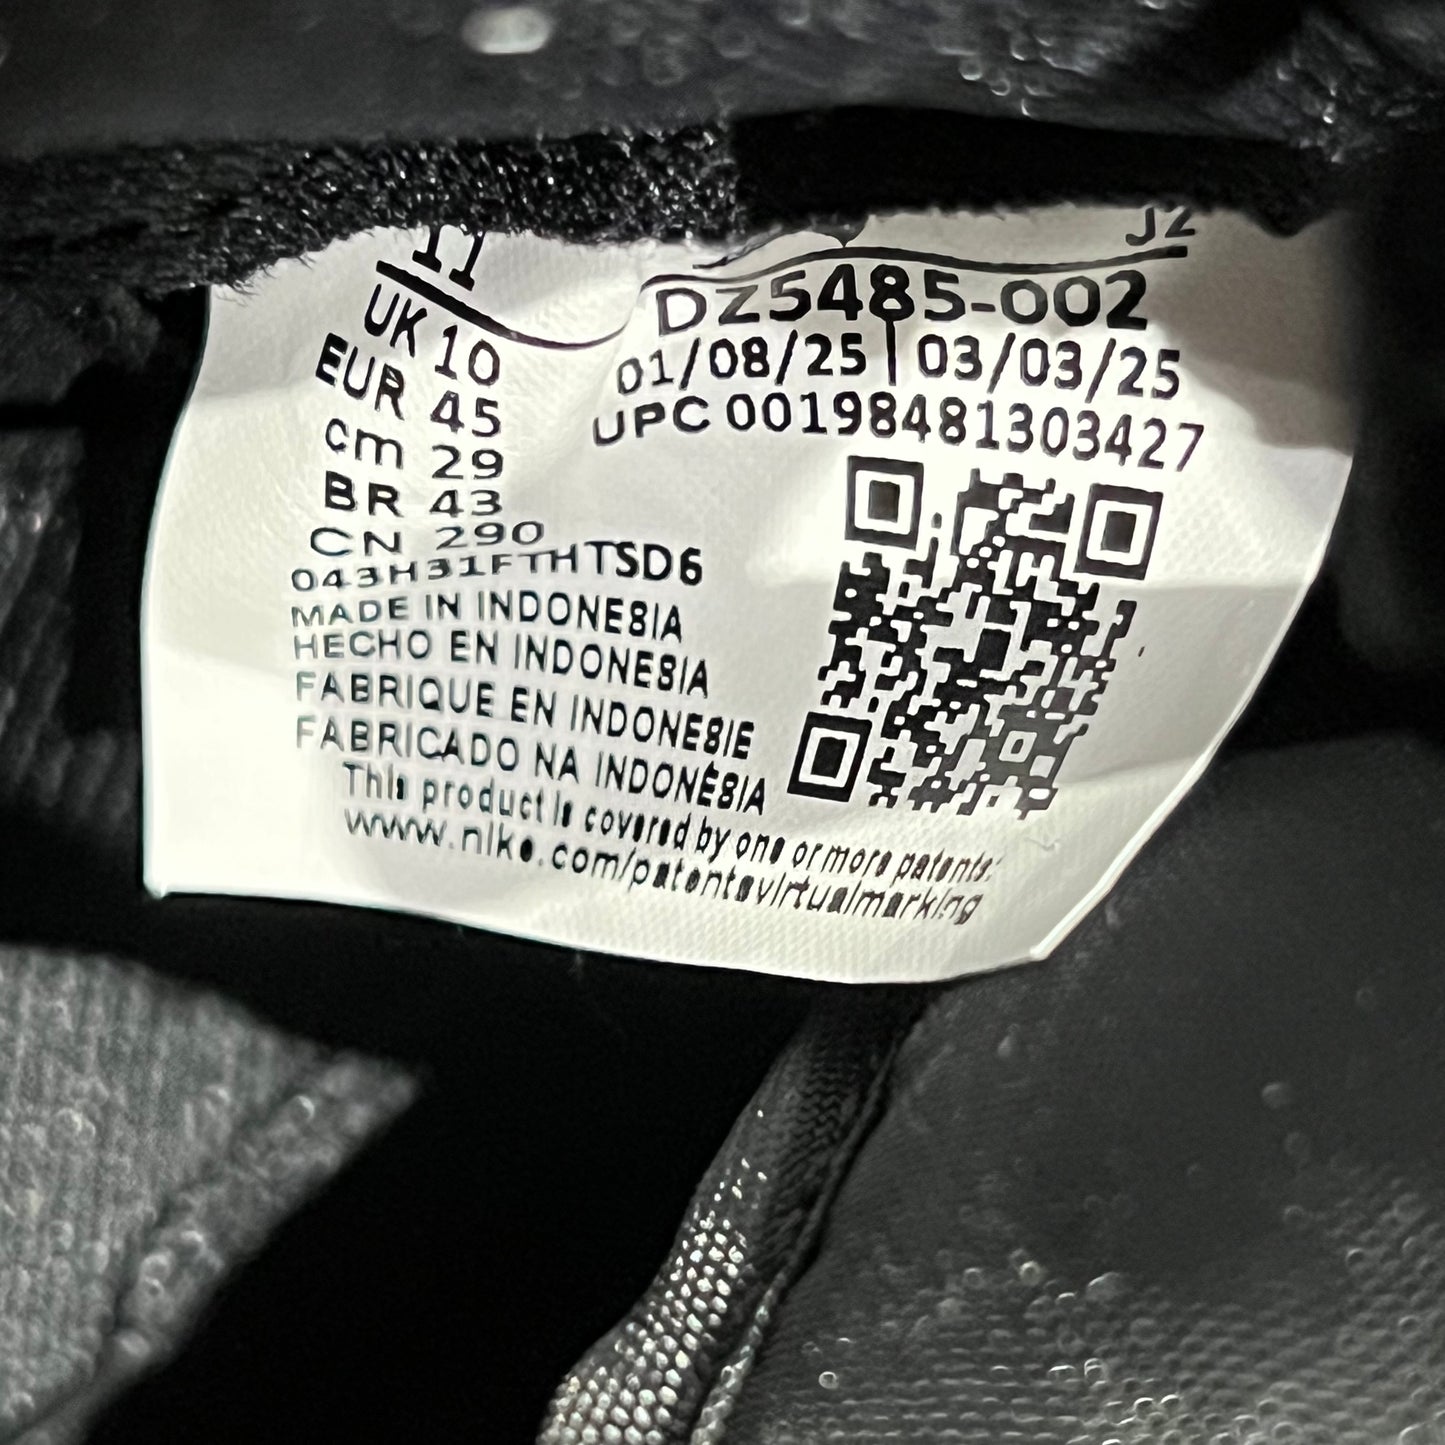 11
UK 10
EUR 45
cm 29
BR 43
CN 290
043H31FTHTSD6
MADE IN INDONESIA
HECHO EN INDONESIA
FABRIQUE EN INDONESIE
FABRICADO NA INDONÉSIA
This product is covered by one or more patents.
www.nike.com/patentsvirtualmarking
J2
DZ5485-002
01/08/25 | 03/03/25
UPC 00198481303427